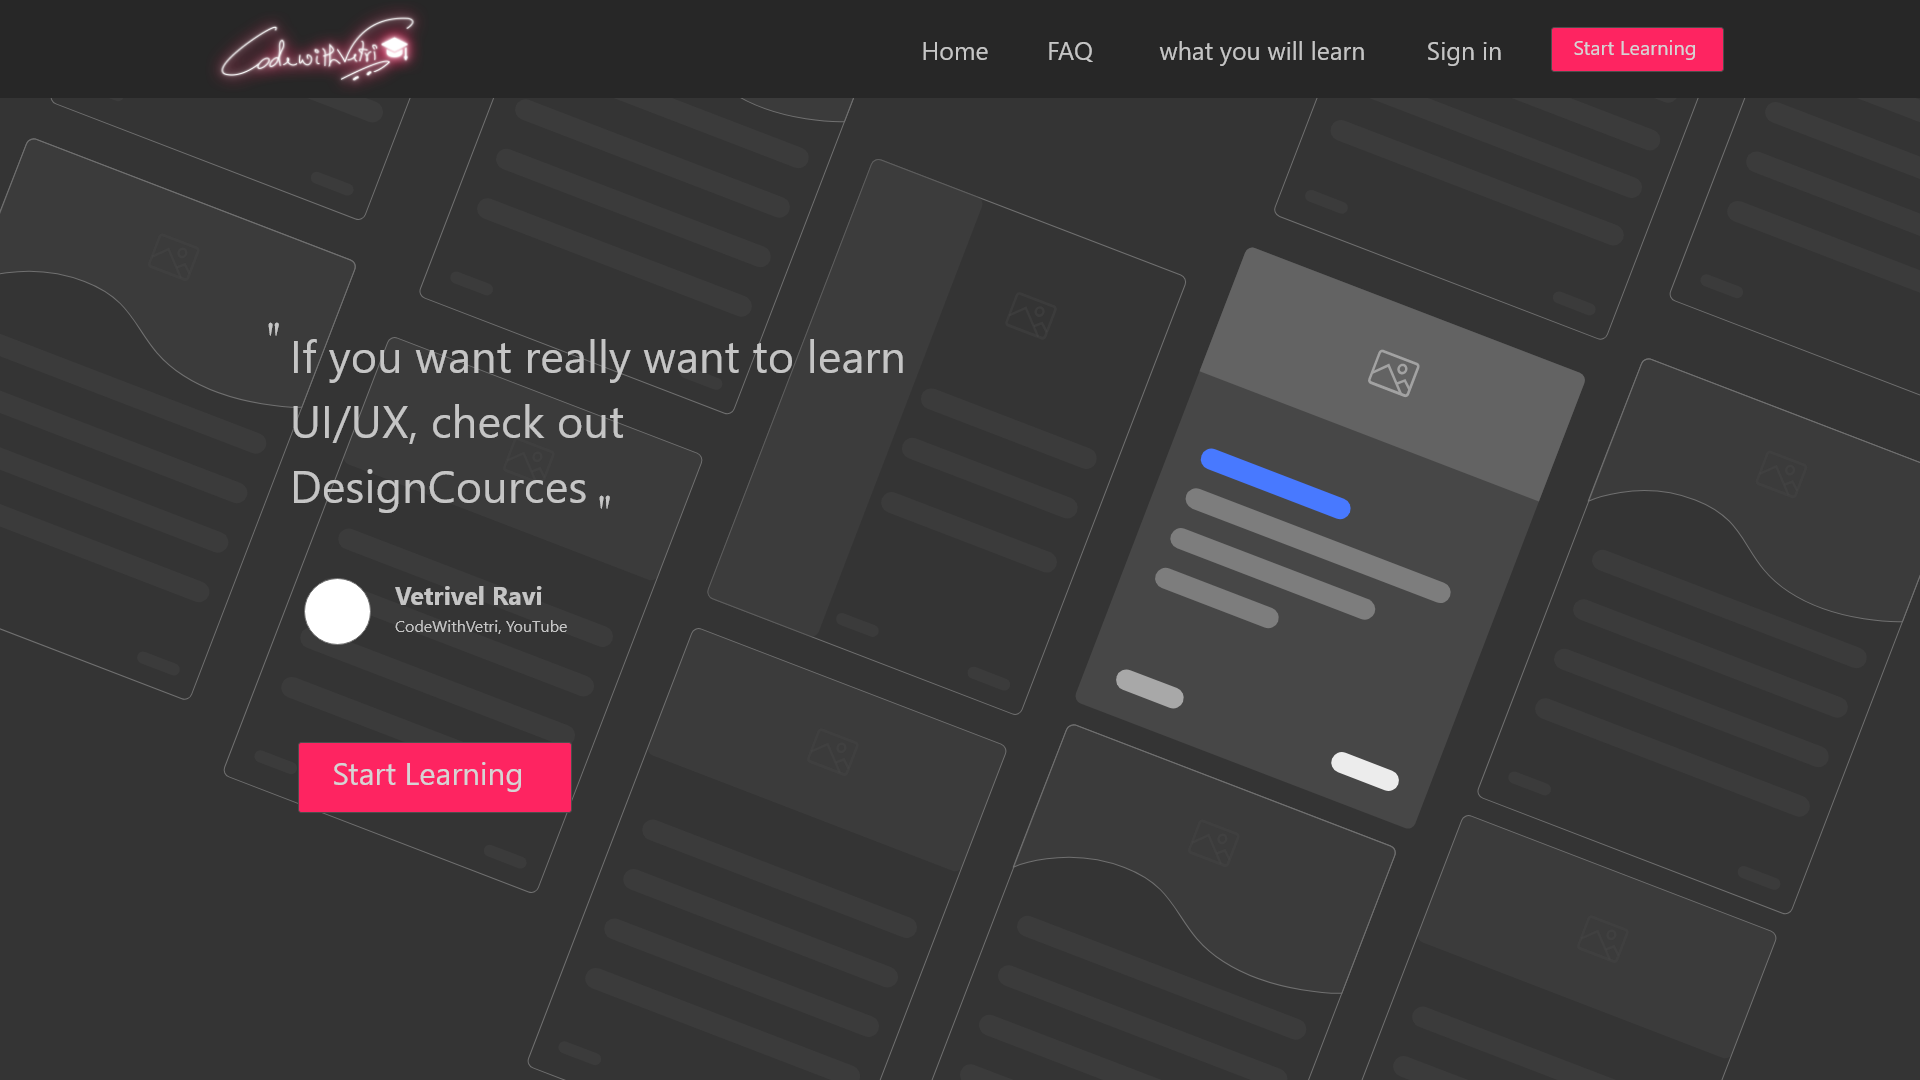 CodewithVetri
Home FAQ what you will learn Sign in Start Learning
" If you want really want to learn
UI/UX, check out
DesignCources "
Vetrivel Ravi
CodeWithVetri, YouTube
Start Learning